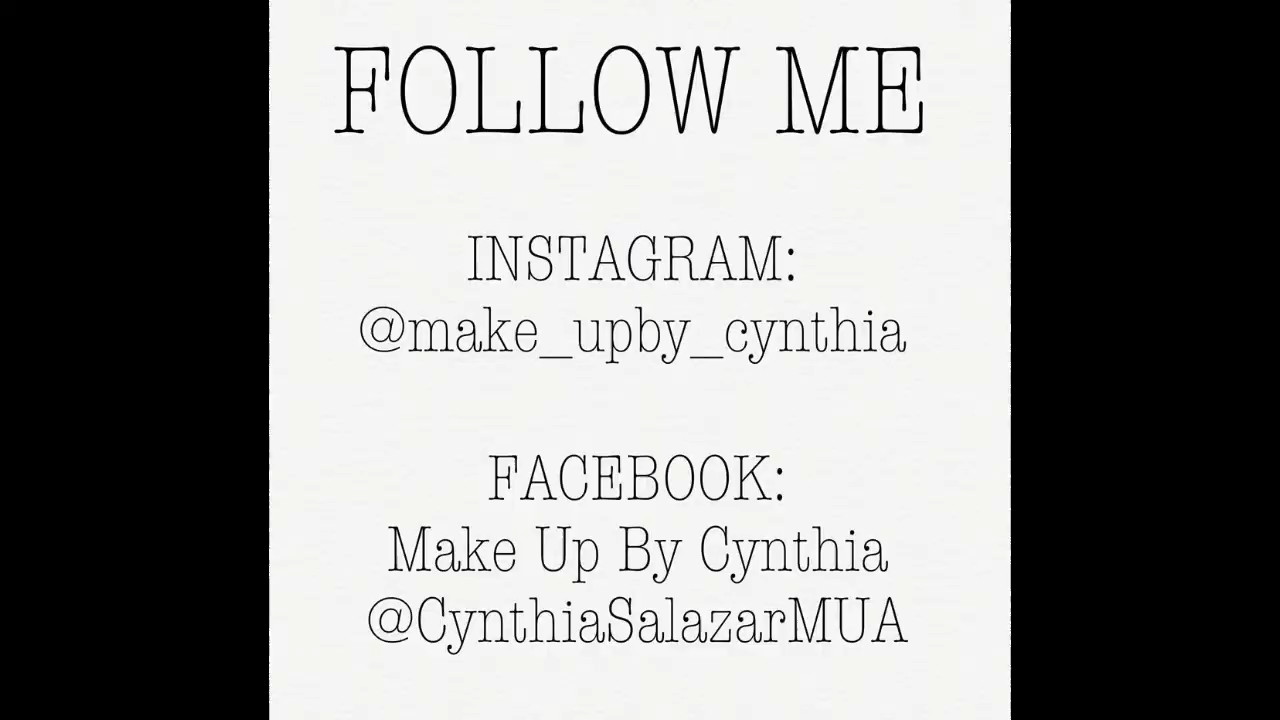 FOLLOW ME
INSTAGRAM:
@make_upby_cynthia
FACEBOOK:
Make Up By Cynthia
@CynthiaSalazarMUA